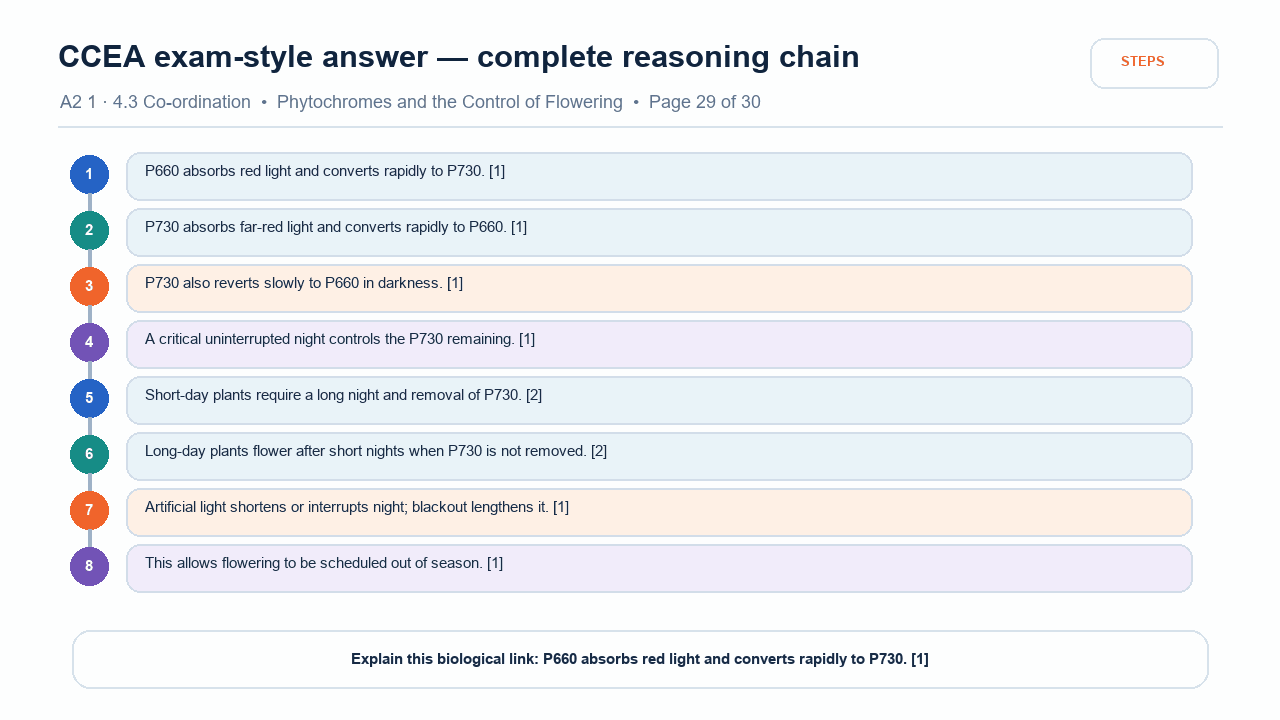 CCEA exam-style answer — complete reasoning chain
STEPS
A2 1 · 4.3 Co-ordination • Phytochromes and the Control of Flowering • Page 29 of 30
1 P660 absorbs red light and converts rapidly to P730. [1]
2 P730 absorbs far-red light and converts rapidly to P660. [1]
3 P730 also reverts slowly to P660 in darkness. [1]
4 A critical uninterrupted night controls the P730 remaining. [1]
5 Short-day plants require a long night and removal of P730. [2]
6 Long-day plants flower after short nights when P730 is not removed. [2]
7 Artificial light shortens or interrupts night; blackout lengthens it. [1]
8 This allows flowering to be scheduled out of season. [1]
Explain this biological link: P660 absorbs red light and converts rapidly to P730. [1]